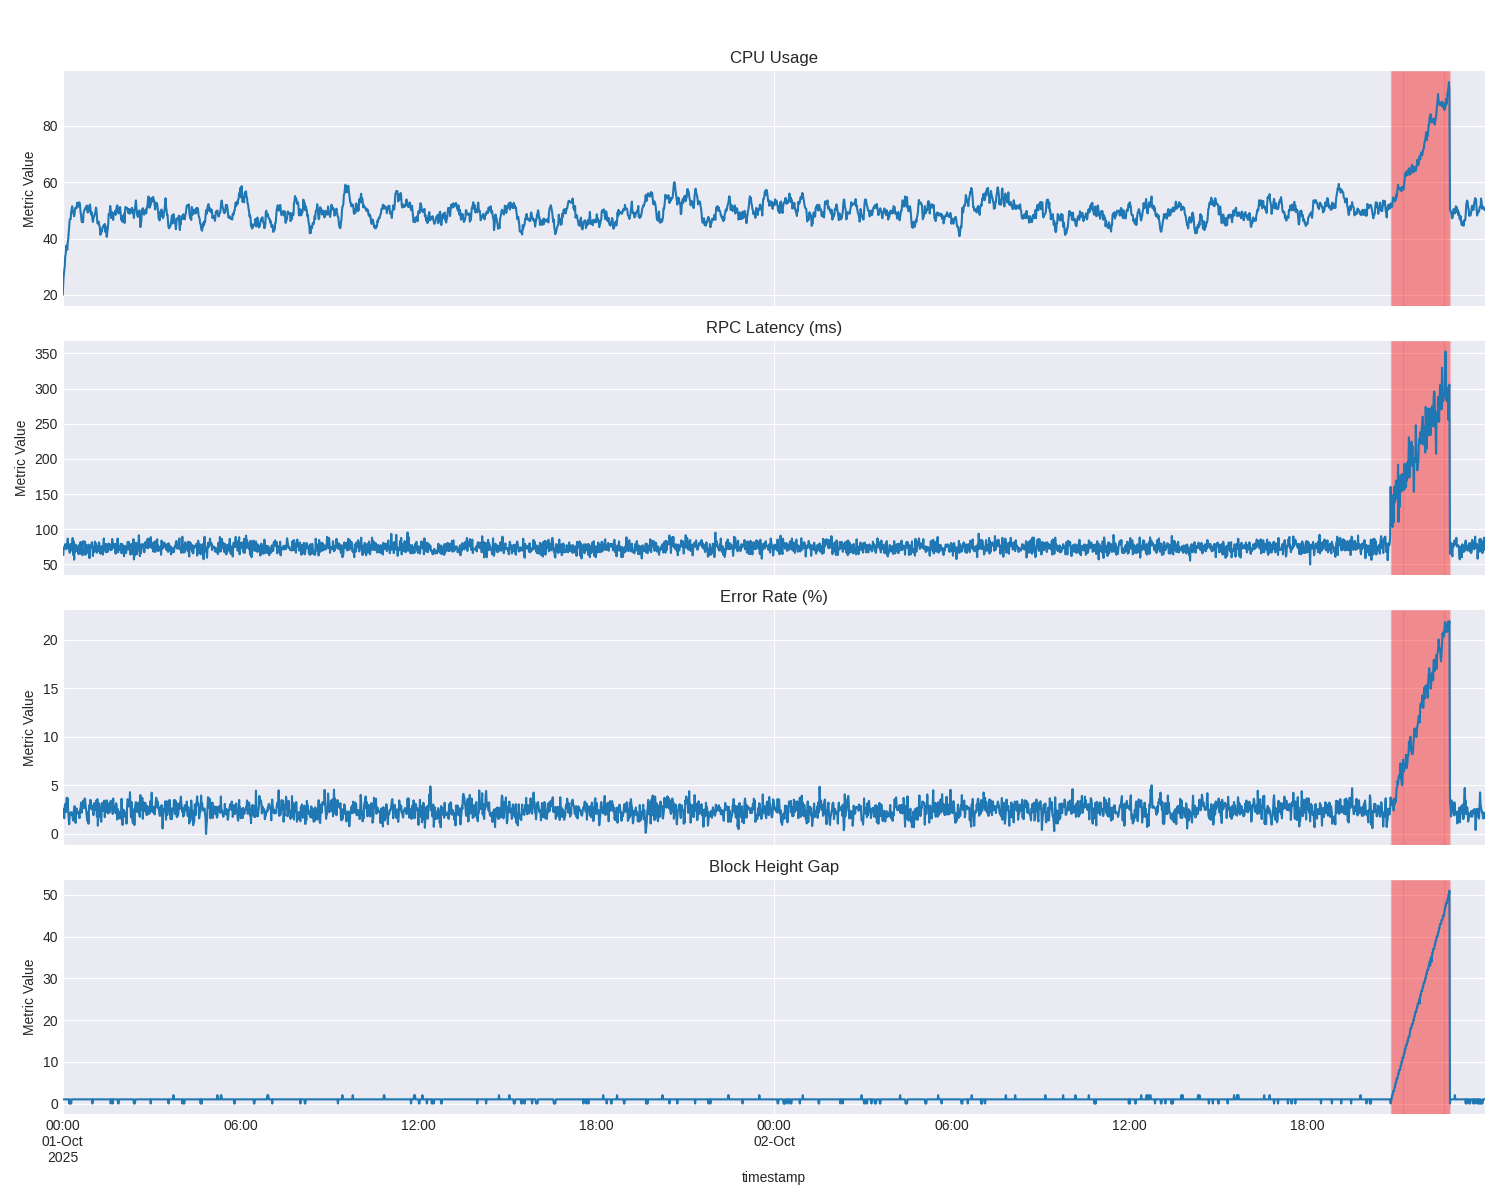 CPU Usage
Metric Value
80
60
40
20
RPC Latency (ms)
Metric Value
350
300
250
200
150
100
50
Error Rate (%)
Metric Value
20
15
10
5
0
Block Height Gap
Metric Value
50
40
30
20
10
0
00:00 06:00 12:00 18:00 00:00 06:00 12:00 18:00
01-Oct 02-Oct
2025
timestamp